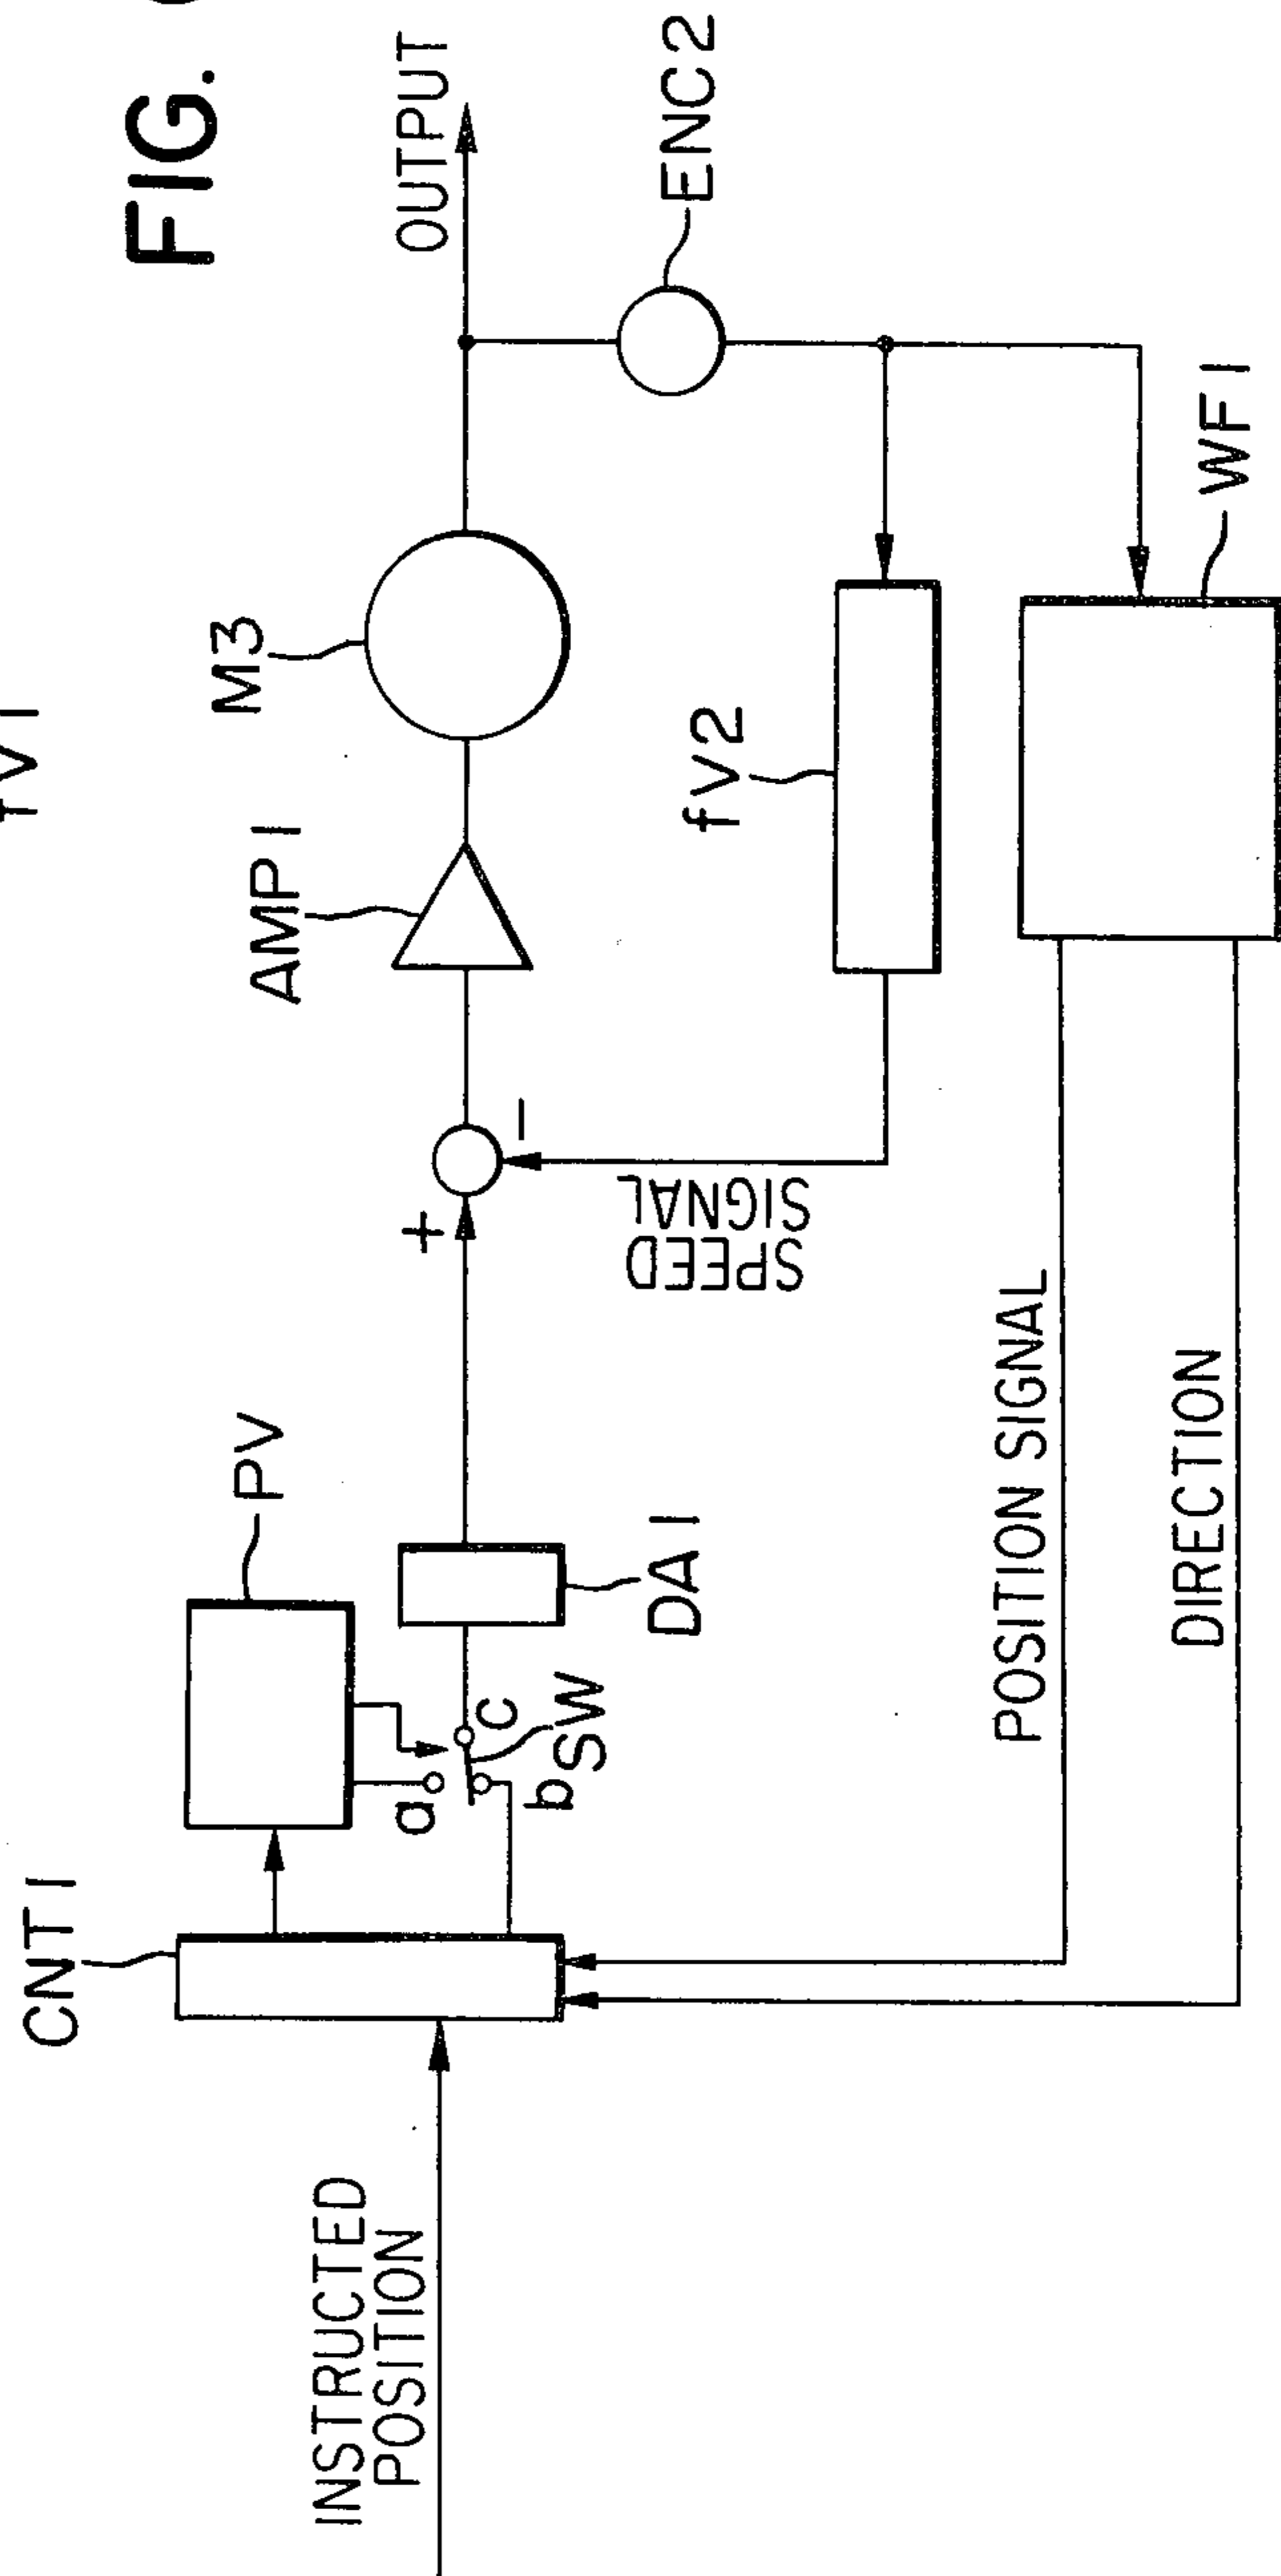 FIG.
fV1
CNT1
PV
AMP1
M3
OUTPUT
INSTRUCTED
POSITION
a
b
c
SW
DA1
+
−
SPEED
SIGNAL
fV2
ENC2
POSITION SIGNAL
DIRECTION
WF1